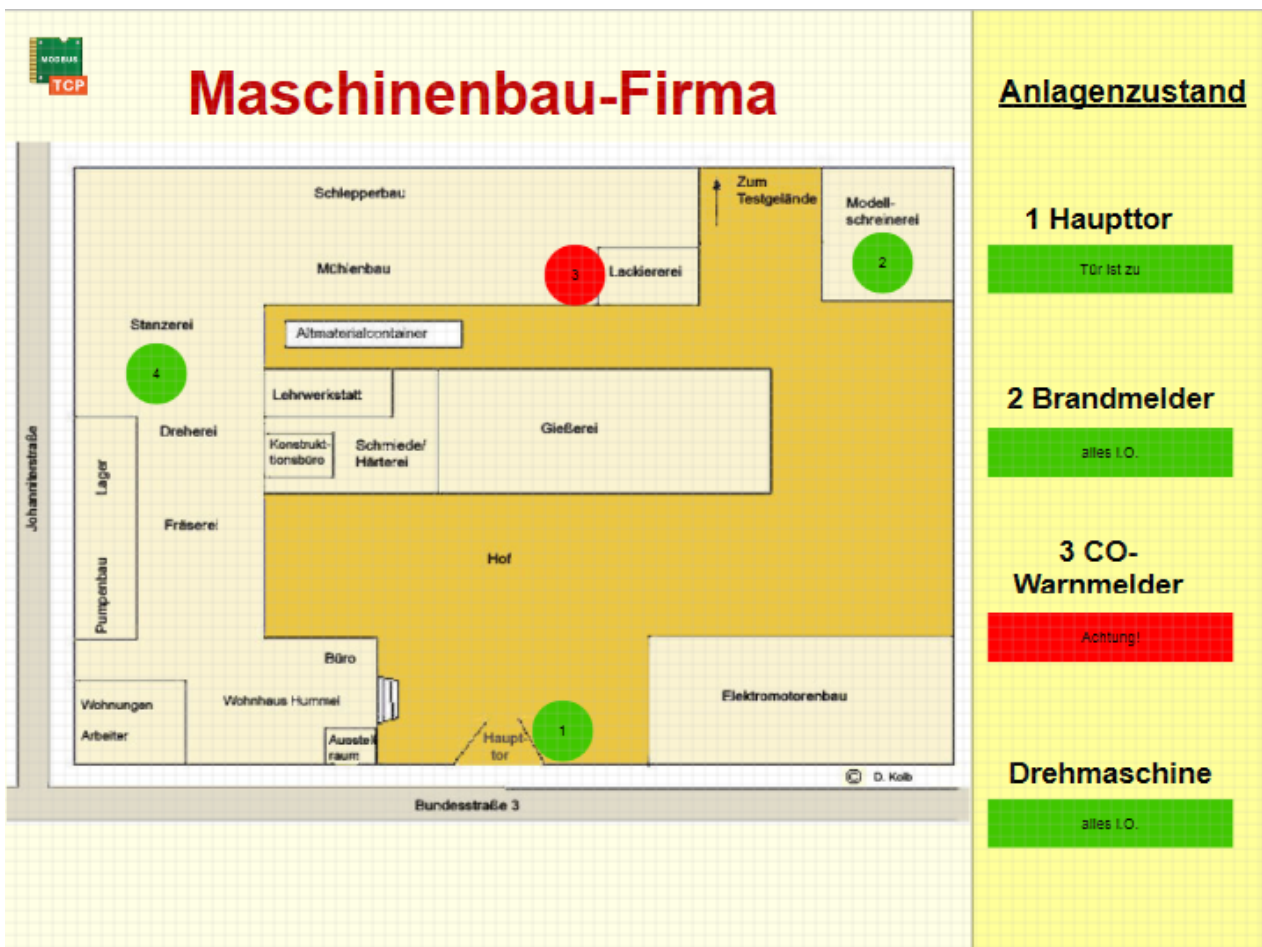 MODBUS
TCP
Maschinenbau-Firma
Anlagenzustand
Schlepperbau
Zum
Testgelände
Modell-
schreinerei
1 Haupttor
2
Tür ist zu
Mühlenbau
3
Lackiererei
Stanzerei
Altmaterialcontainer
4
Lehrwerkstatt
2 Brandmelder
Dreherei
Gießerei
Konstruk-
tionsbüro
Schmiede/
Härterei
alles I.O.
Lager
Johanniterstraße
Fräserei
Hof
3 CO-
Warnmelder
Pumpenbau
Achtung!
Büro
Wohnungen
Arbeiter
Wohnhaus Hummel
Elektromotorenbau
Ausstell
raum
Haupt-
tor
1
© D. Kolb
Drehmaschine
Bundesstraße 3
alles I.O.